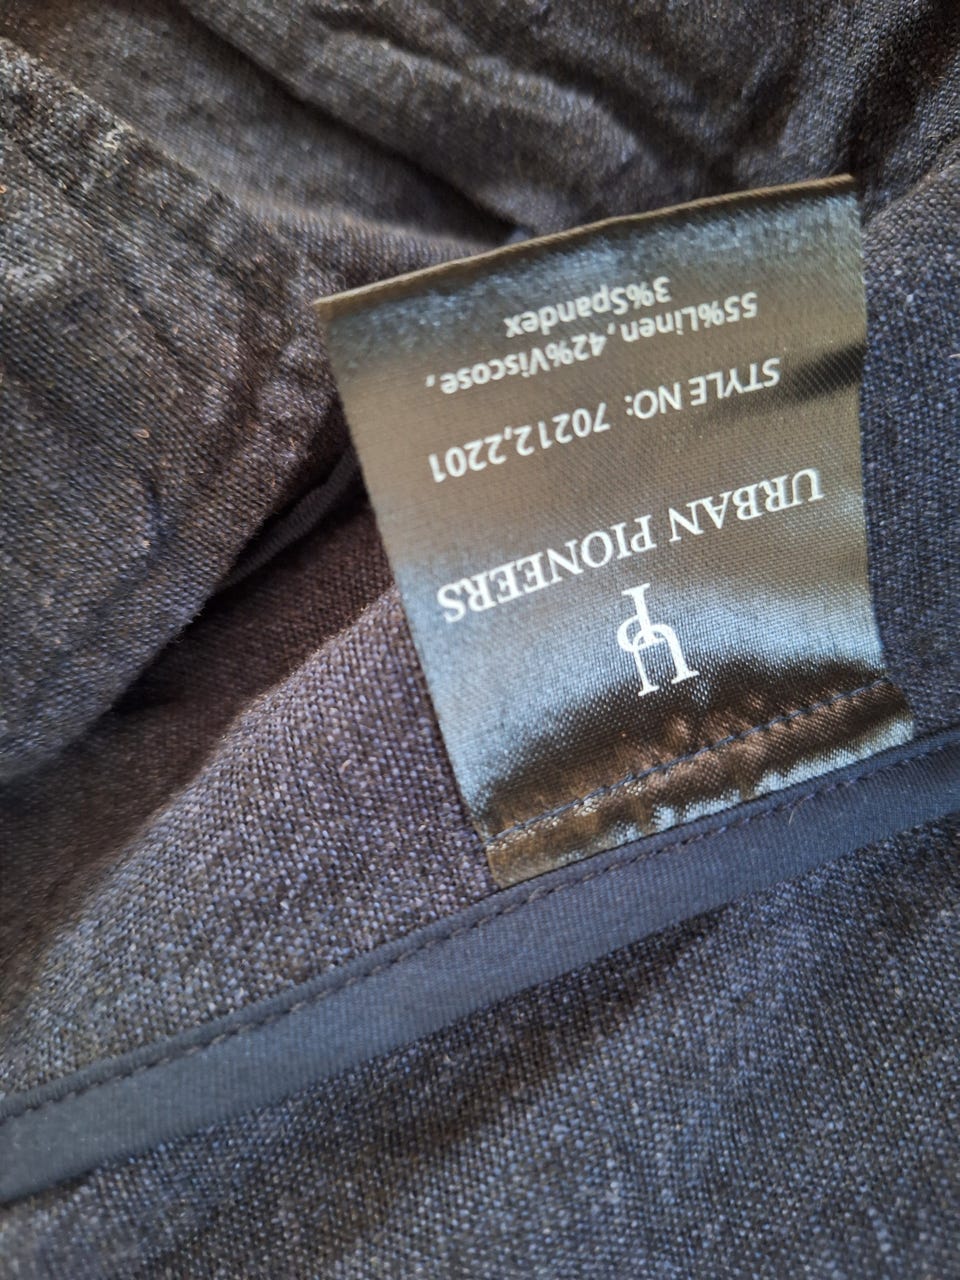 UP
URBAN PIONEERS
STYLE NO: 70212,2201
55%Linen, 42%Viscose,
3%Spandex